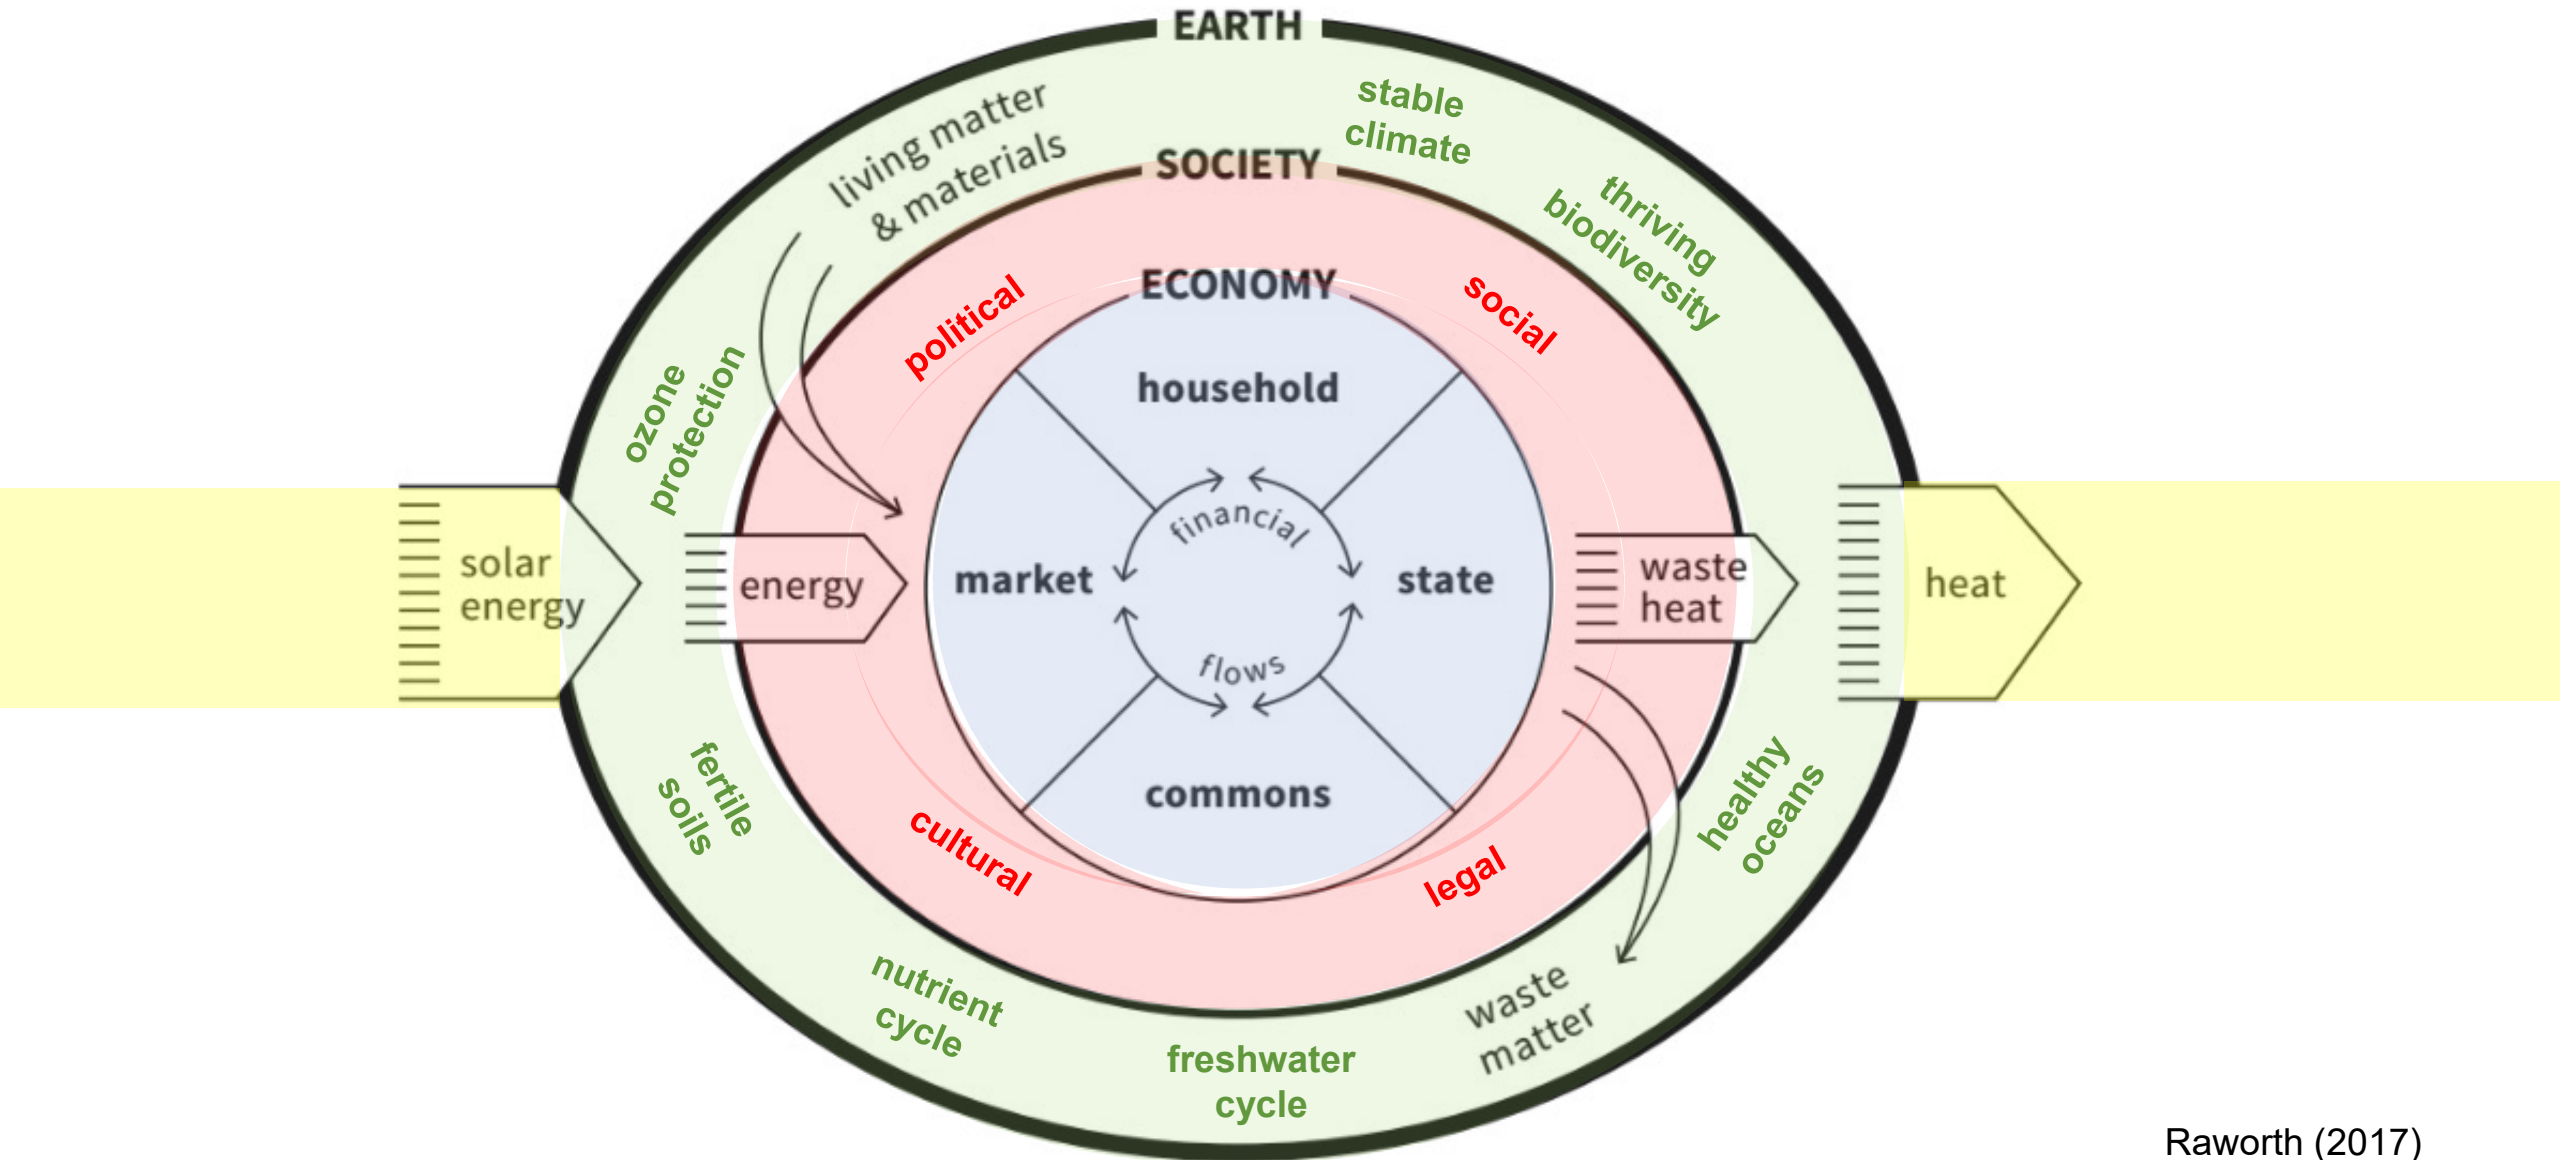 EARTH
living matter
& materials
stable
climate
SOCIETY
thriving
biodiversity
political
ECONOMY
social
ozone
protection
household
financial
solar
energy
energy
market
state
waste
heat
heat
flows
fertile
soils
commons
healthy
oceans
cultural
legal
nutrient
cycle
waste
matter
freshwater
cycle
Raworth (2017)